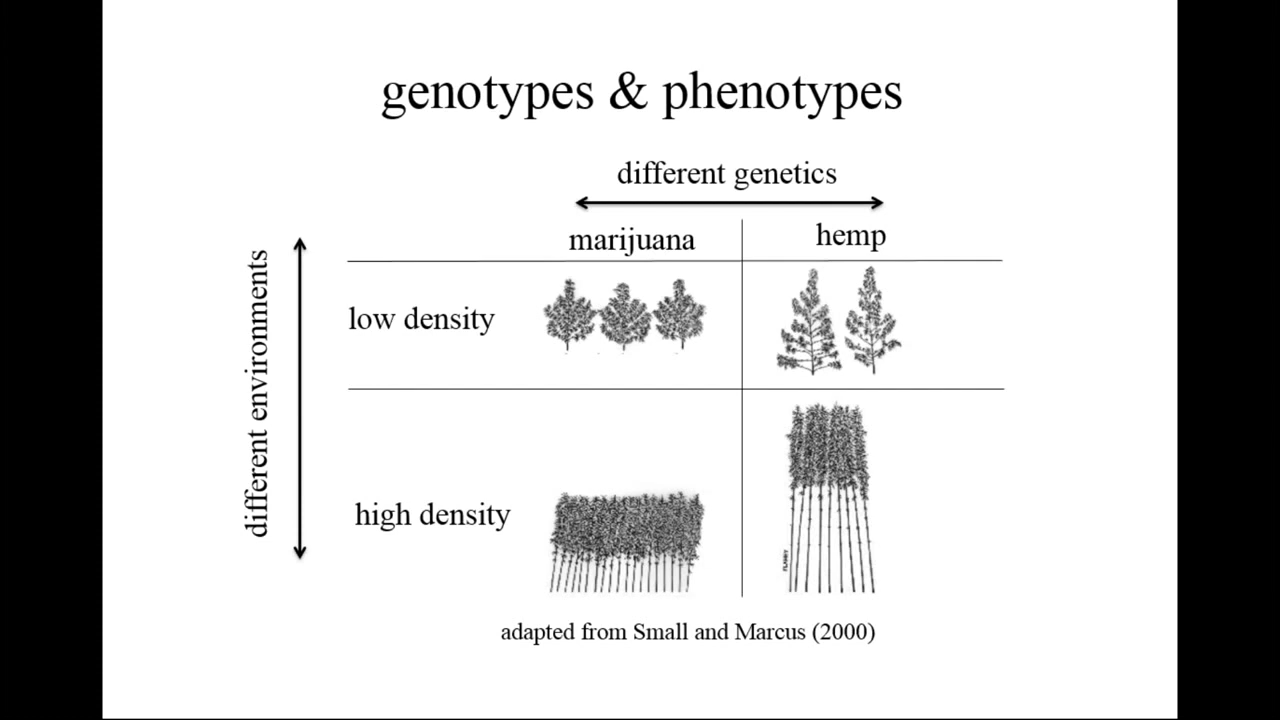 genotypes & phenotypes
different genetics
marijuana
hemp
different environments
low density
high density
adapted from Small and Marcus (2000)